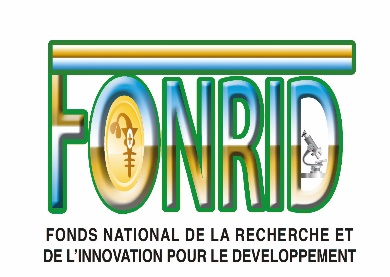 FONRID
FONDS NATIONAL DE LA RECHERCHE ET
DE L'INNOVATION POUR LE DEVELOPPEMENT